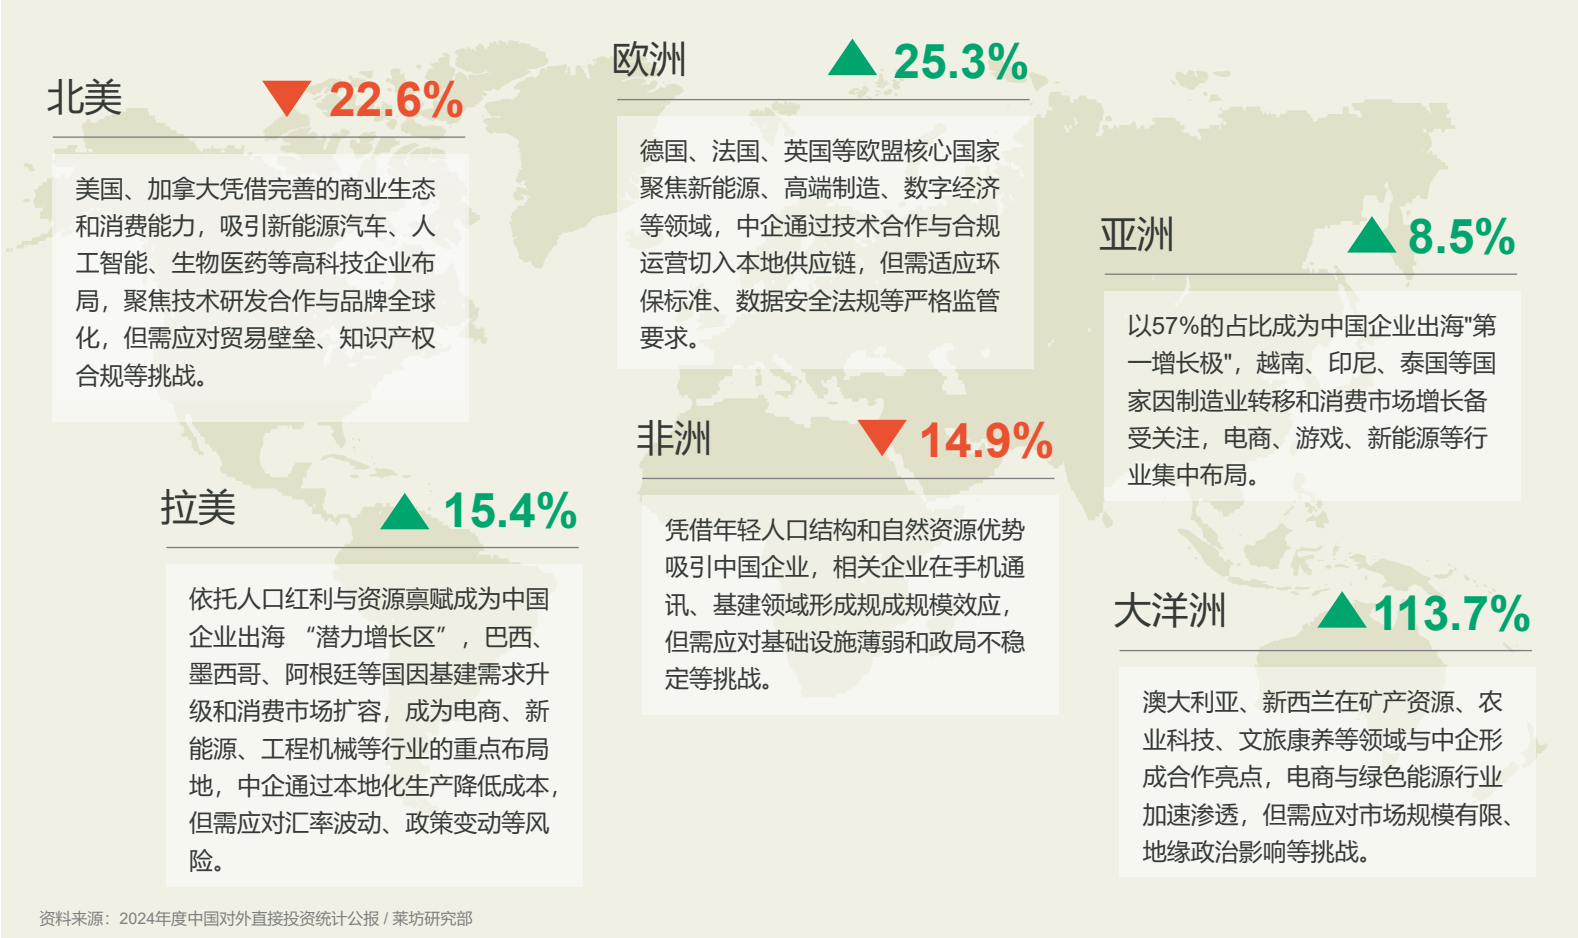 北美
22.6%
美国、加拿大凭借完善的商业生态
和消费能力，吸引新能源汽车、人
工智能、生物医药等高科技企业布
局，聚焦技术研发合作与品牌全球
化，但需应对贸易壁垒、知识产权
合规等挑战。
欧洲
25.3%
德国、法国、英国等欧盟核心国家
聚焦新能源、高端制造、数字经济
等领域，中企通过技术合作与合规
运营切入本地供应链，但需适应环
保标准、数据安全法规等严格监管
要求。
亚洲
8.5%
以57%的占比成为中国企业出海"第
一增长极"，越南、印尼、泰国等国
家因制造业转移和消费市场增长备
受关注，电商、游戏、新能源等行
业集中布局。
拉美
15.4%
依托人口红利与资源禀赋成为中国
企业出海 “潜力增长区”，巴西、
墨西哥、阿根廷等国因基建需求升
级和消费市场扩容，成为电商、新
能源、工程机械等行业的重点布局
地，中企通过本地化生产降低成本，
但需应对汇率波动、政策变动等风
险。
非洲
14.9%
凭借年轻人口结构和自然资源优势
吸引中国企业，相关企业在手机通
讯、基建领域形成规成规模效应，
但需应对基础设施薄弱和政局不稳
定等挑战。
大洋洲
113.7%
澳大利亚、新西兰在矿产资源、农
业科技、文旅康养等领域与中企形
成合作亮点，电商与绿色能源行业
加速渗透，但需应对市场规模有限、
地缘政治影响等挑战。
资料来源：2024年度中国对外直接投资统计公报 / 莱坊研究部